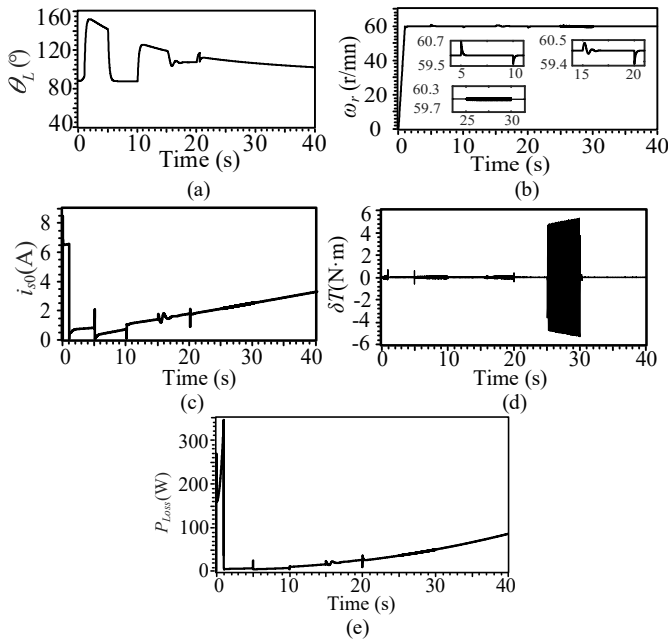 θL (°)
160
120
80
40
0 10 20 30 40
Time (s)
(a)
ωr (r/mn)
80
60
40
20
0
60.7
59.5
5 10
60.5
59.4
15 20
60.3
59.7
25 30
0 10 20 30 40
Time (s)
(b)
is0(A)
8
6
4
2
0
0 10 20 30 40
Time (s)
(c)
δT(N·m)
6
4
2
0
-2
-4
-6
0 10 20 30 40
Time (s)
(d)
PLoss(W)
300
200
100
0
0 10 20 30 40
Time (s)
(e)